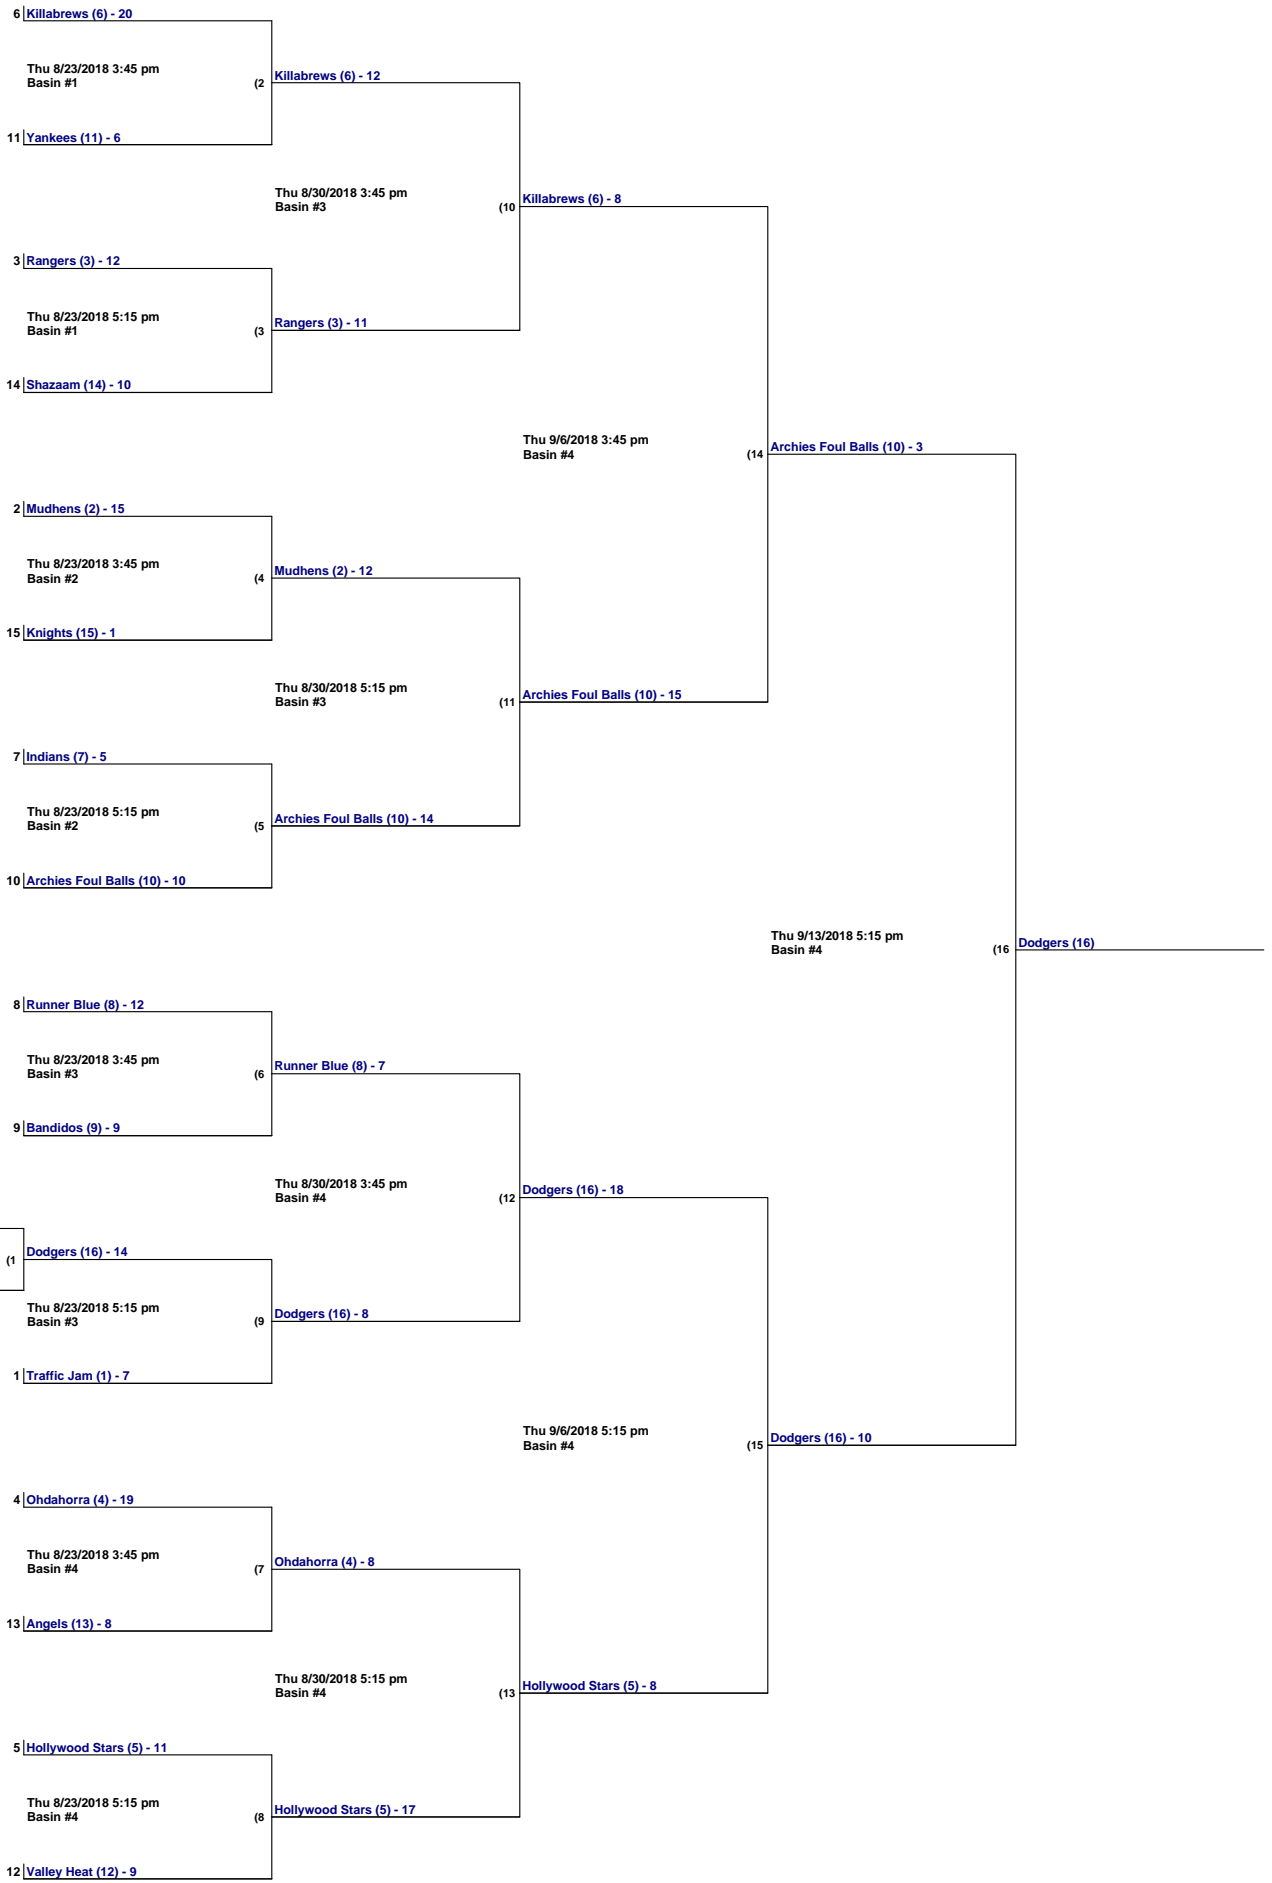 6 Killabrews (6) - 20
Thu 8/23/2018 3:45 pm
Basin #1
(2
Killabrews (6) - 12
11 Yankees (11) - 6
Thu 8/30/2018 3:45 pm
Basin #3
(10
Killabrews (6) - 8
3 Rangers (3) - 12
Thu 8/23/2018 5:15 pm
Basin #1
(3
Rangers (3) - 11
14 Shazaam (14) - 10
Thu 9/6/2018 3:45 pm
Basin #4
(14
Archies Foul Balls (10) - 3
2 Mudhens (2) - 15
Thu 8/23/2018 3:45 pm
Basin #2
(4
Mudhens (2) - 12
15 Knights (15) - 1
Thu 8/30/2018 5:15 pm
Basin #3
(11
Archies Foul Balls (10) - 15
7 Indians (7) - 5
Thu 8/23/2018 5:15 pm
Basin #2
(5
Archies Foul Balls (10) - 14
10 Archies Foul Balls (10) - 10
Thu 9/13/2018 5:15 pm
Basin #4
(16
Dodgers (16)
8 Runner Blue (8) - 12
Thu 8/23/2018 3:45 pm
Basin #3
(6
Runner Blue (8) - 7
9 Bandidos (9) - 9
Thu 8/30/2018 3:45 pm
Basin #4
(12
Dodgers (16) - 18
(1
Dodgers (16) - 14
Thu 8/23/2018 5:15 pm
Basin #3
(9
Dodgers (16) - 8
1 Traffic Jam (1) - 7
Thu 9/6/2018 5:15 pm
Basin #4
(15
Dodgers (16) - 10
4 Ohdahorra (4) - 19
Thu 8/23/2018 3:45 pm
Basin #4
(7
Ohdahorra (4) - 8
13 Angels (13) - 8
Thu 8/30/2018 5:15 pm
Basin #4
(13
Hollywood Stars (5) - 8
5 Hollywood Stars (5) - 11
Thu 8/23/2018 5:15 pm
Basin #4
(8
Hollywood Stars (5) - 17
12 Valley Heat (12) - 9